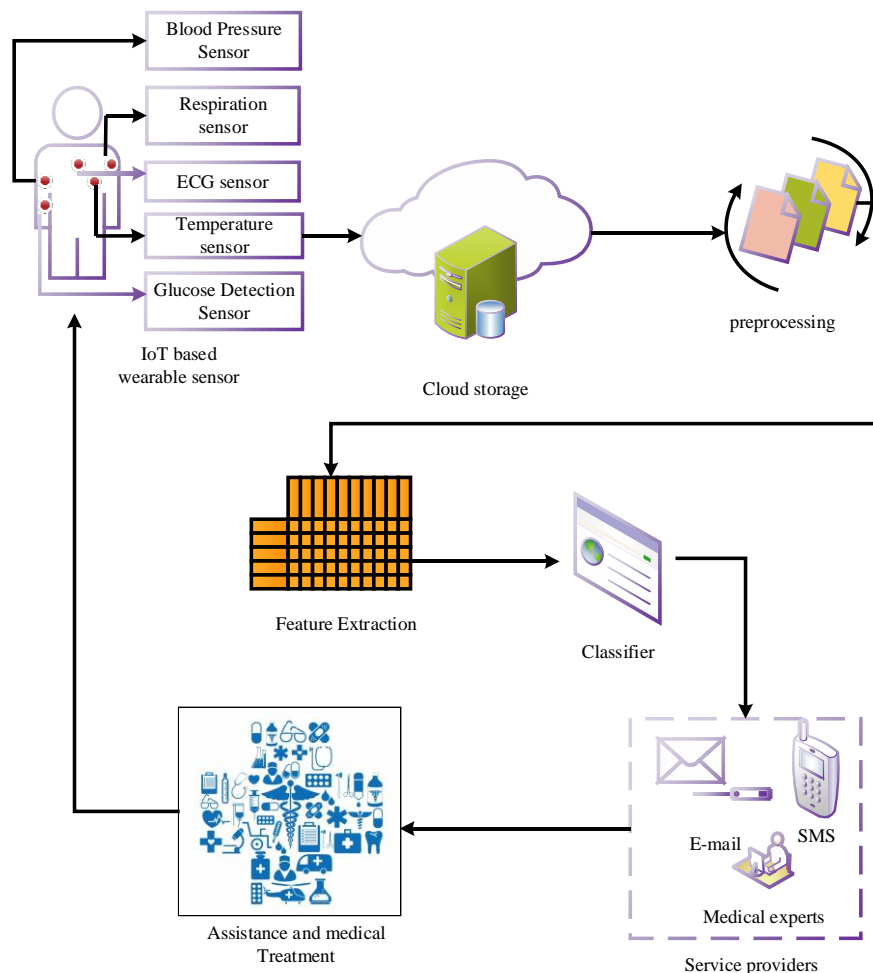 Blood Pressure
Sensor
Respiration
sensor
ECG sensor
Temperature
sensor
Glucose Detection
Sensor
IoT based
wearable sensor
Cloud storage
preprocessing
Feature Extraction
Classifier
E-mail
SMS
Medical experts
Service providers
Assistance and medical
Treatment